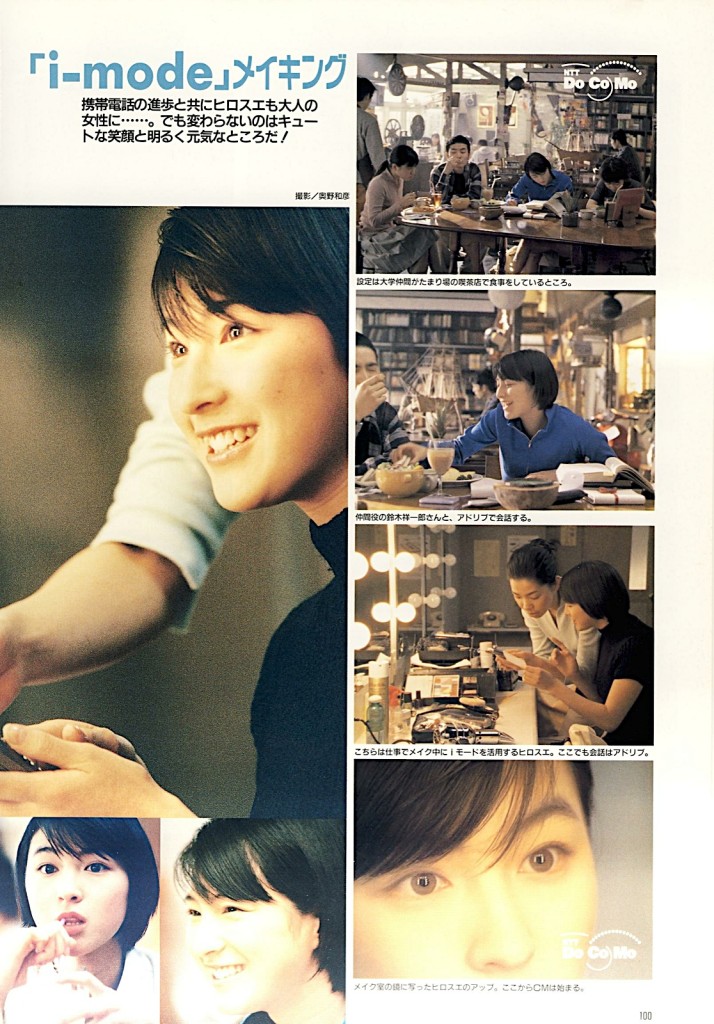 「i-mode」メイキング
携帯電話の進歩と共にヒロスエも大人の
女性に……。でも変わらないのはキュー
トな笑顔と明るく元気なところだ！
撮影／奥野和彦
NTT
DoCoMo
設定は大学仲間がたまり場の喫茶店で食事をしているところ。
仲間役の鈴木祥一郎さんと、アドリブで会話する。
こちらは仕事でメイク中にiモードを活用するヒロスエ。ここでも会話はアドリブ。
NTT
DoCoMo
メイク室の鏡に写ったヒロスエのアップ。ここからCMは始まる。
100